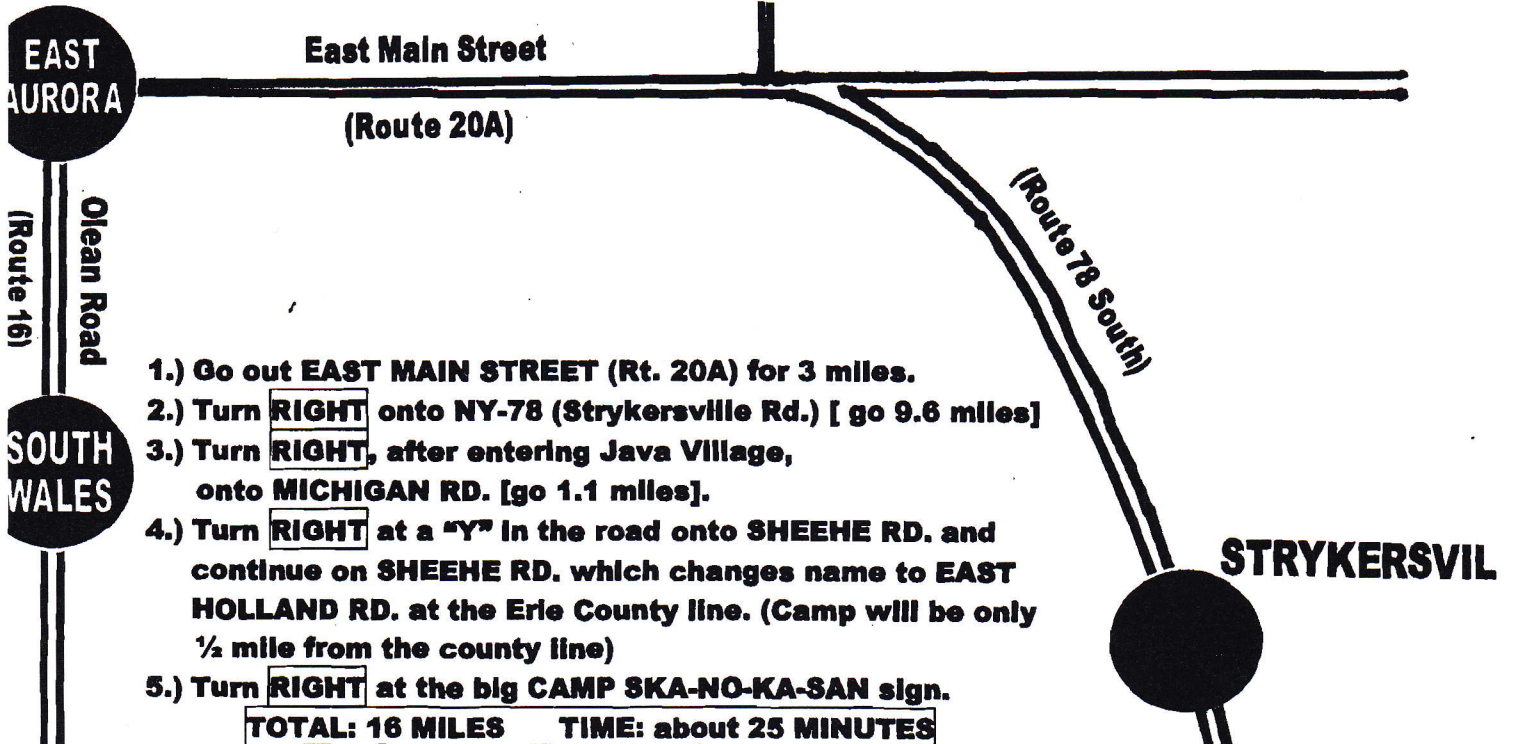 EAST
AURORA
East Main Street
(Route 20A)
(Route 78 South)
Olean Road
(Route 16)
SOUTH
WALES
1.) Go out EAST MAIN STREET (Rt. 20A) for 3 miles.
2.) Turn RIGHT onto NY-78 (Strykersville Rd.) [ go 9.6 miles]
3.) Turn RIGHT, after entering Java Village,
onto MICHIGAN RD. [go 1.1 miles].
4.) Turn RIGHT at a “Y” in the road onto SHEEHE RD. and
continue on SHEEHE RD. which changes name to EAST
HOLLAND RD. at the Erie County line. (Camp will be only
½ mile from the county line)
5.) Turn RIGHT at the big CAMP SKA-NO-KA-SAN sign.
TOTAL: 16 MILES TIME: about 25 MINUTES
STRYKERSVIL